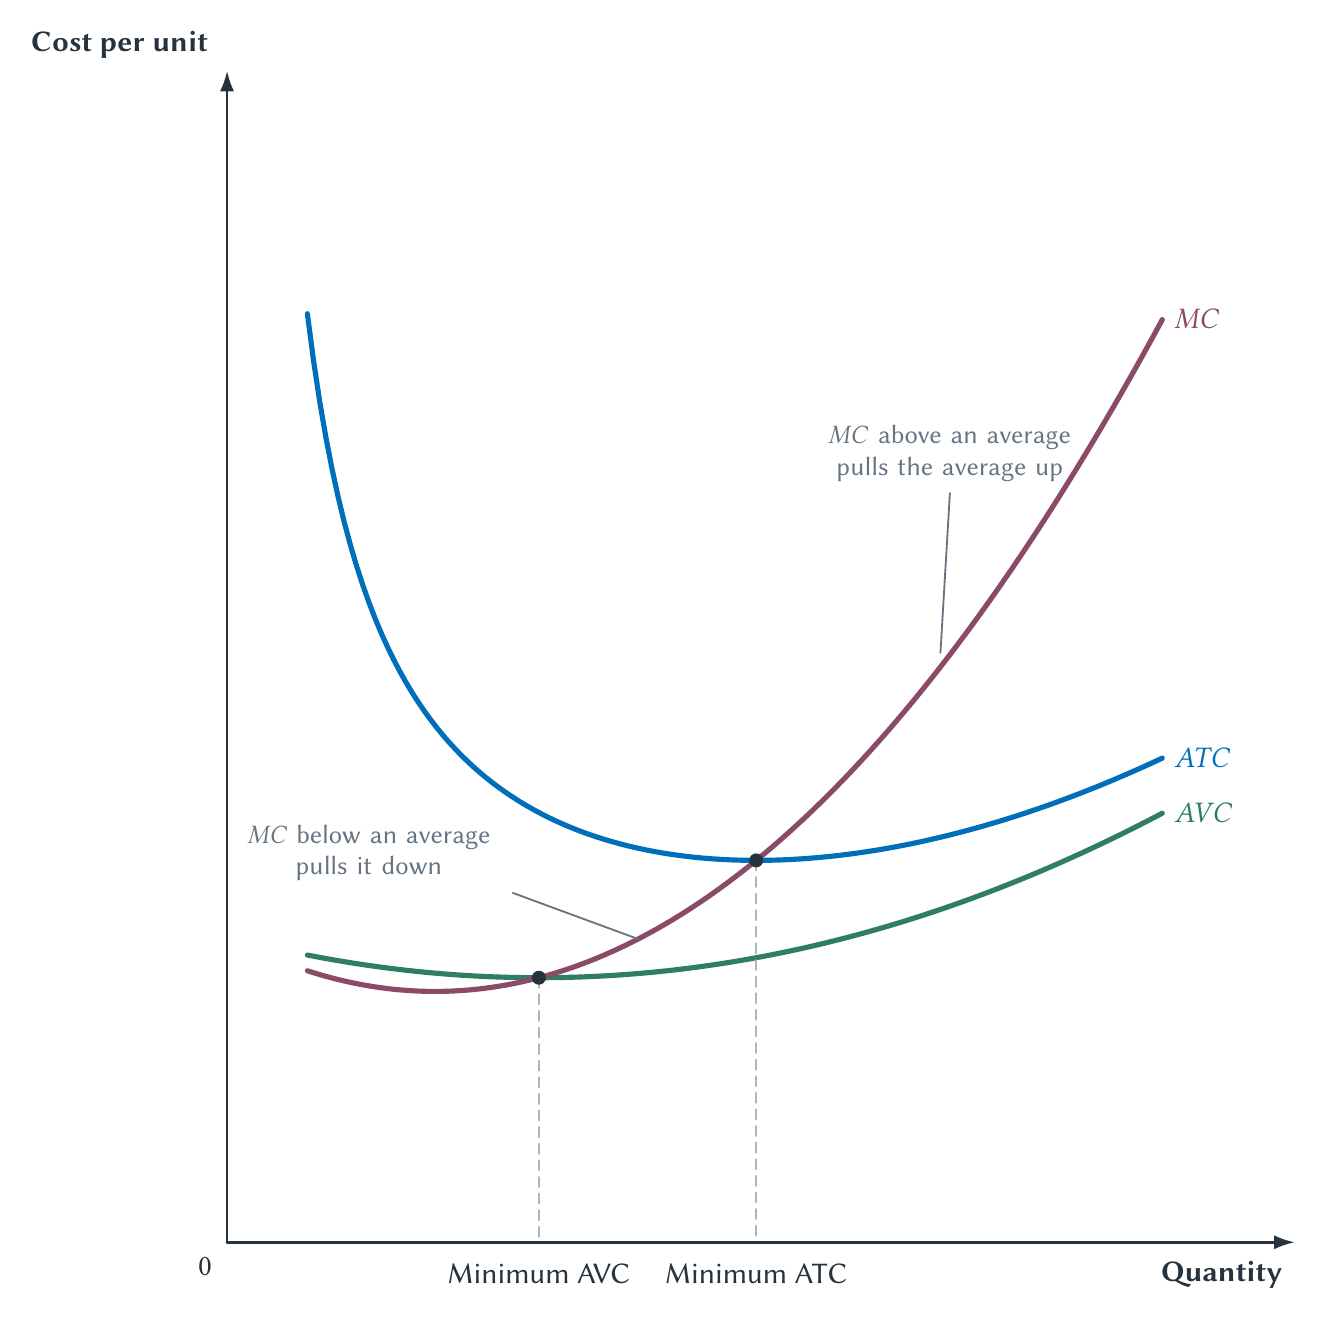 Cost per unit
MC
MC above an average
pulls the average up
ATC
AVC
MC below an average
pulls it down
0
Minimum AVC
Minimum ATC
Quantity